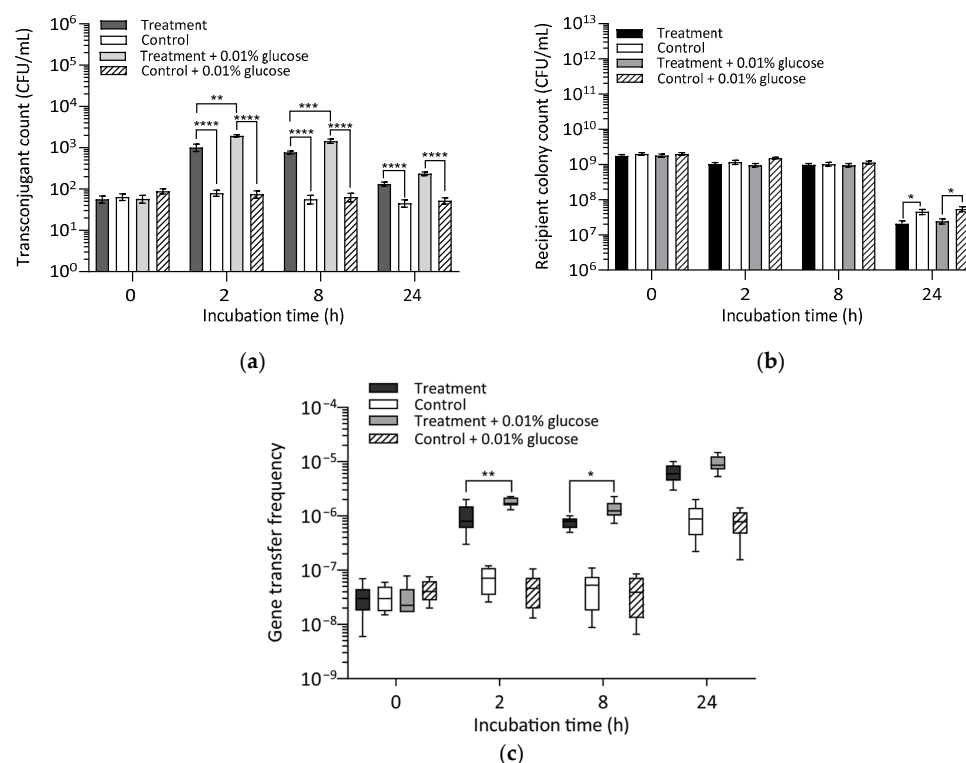 Transconjugant count (CFU/mL)
10⁶
10⁵
10⁴
10³
10²
10¹
10⁰
Treatment
Control
Treatment + 0.01% glucose
Control + 0.01% glucose
**
****
****
***
****
****
****
****
0 2 8 24
Incubation time (h)
(a)
Recipient colony count (CFU/mL)
10¹³
10¹²
10¹¹
10¹⁰
10⁹
10⁸
10⁷
10⁶
Treatment
Control
Treatment + 0.01% glucose
Control + 0.01% glucose
*
*
0 2 8 24
Incubation time (h)
(b)
Gene transfer frequency
10⁻⁴
10⁻⁵
10⁻⁶
10⁻⁷
10⁻⁸
10⁻⁹
Treatment
Control
Treatment + 0.01% glucose
Control + 0.01% glucose
**
*
0 2 8 24
Incubation time (h)
(c)